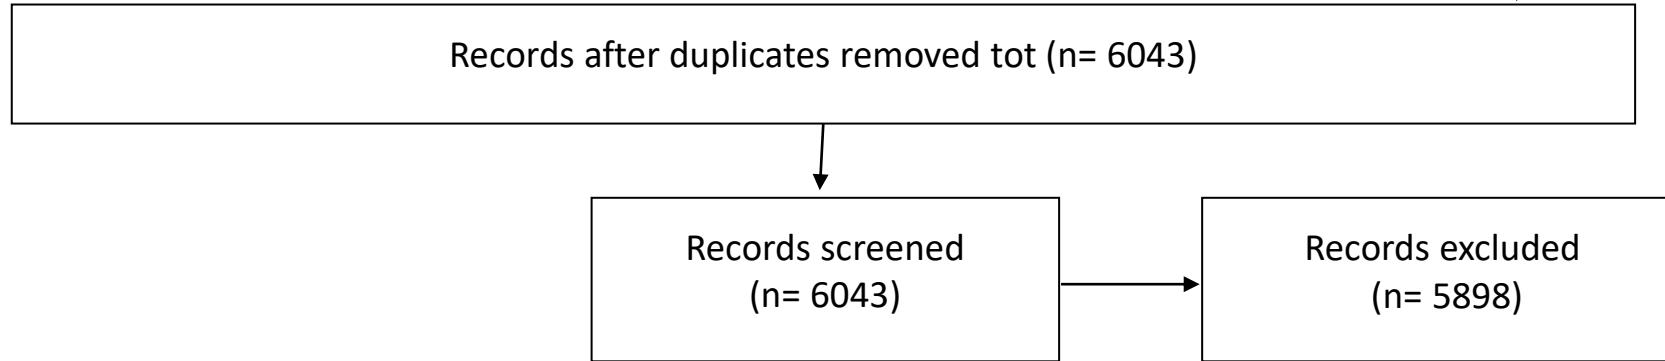 Records after duplicates removed tot (n= 6043)
Records screened
(n= 6043)
Records excluded
(n= 5898)